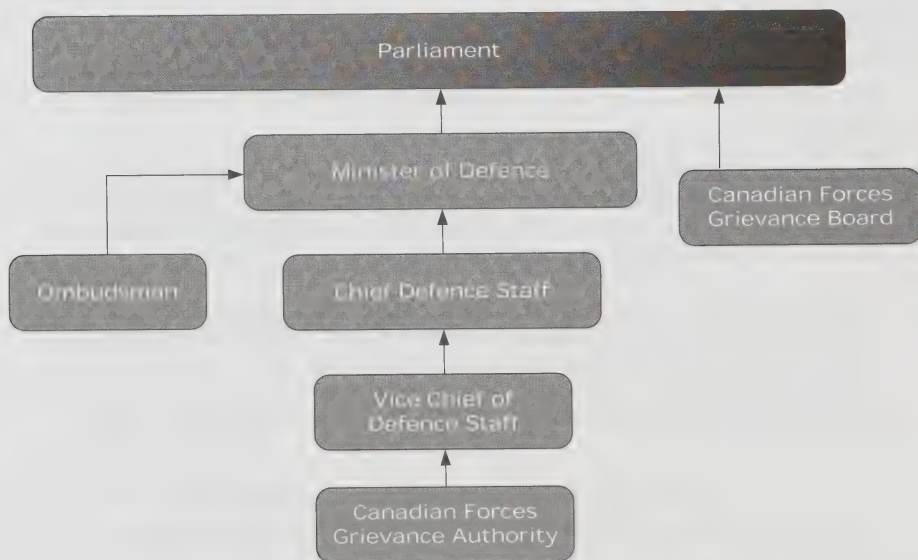 Parliament
Minister of Defence
Canadian Forces
Grievance Board
Ombudsman
Chief Defence Staff
Vice Chief of
Defence Staff
Canadian Forces
Grievance Authority